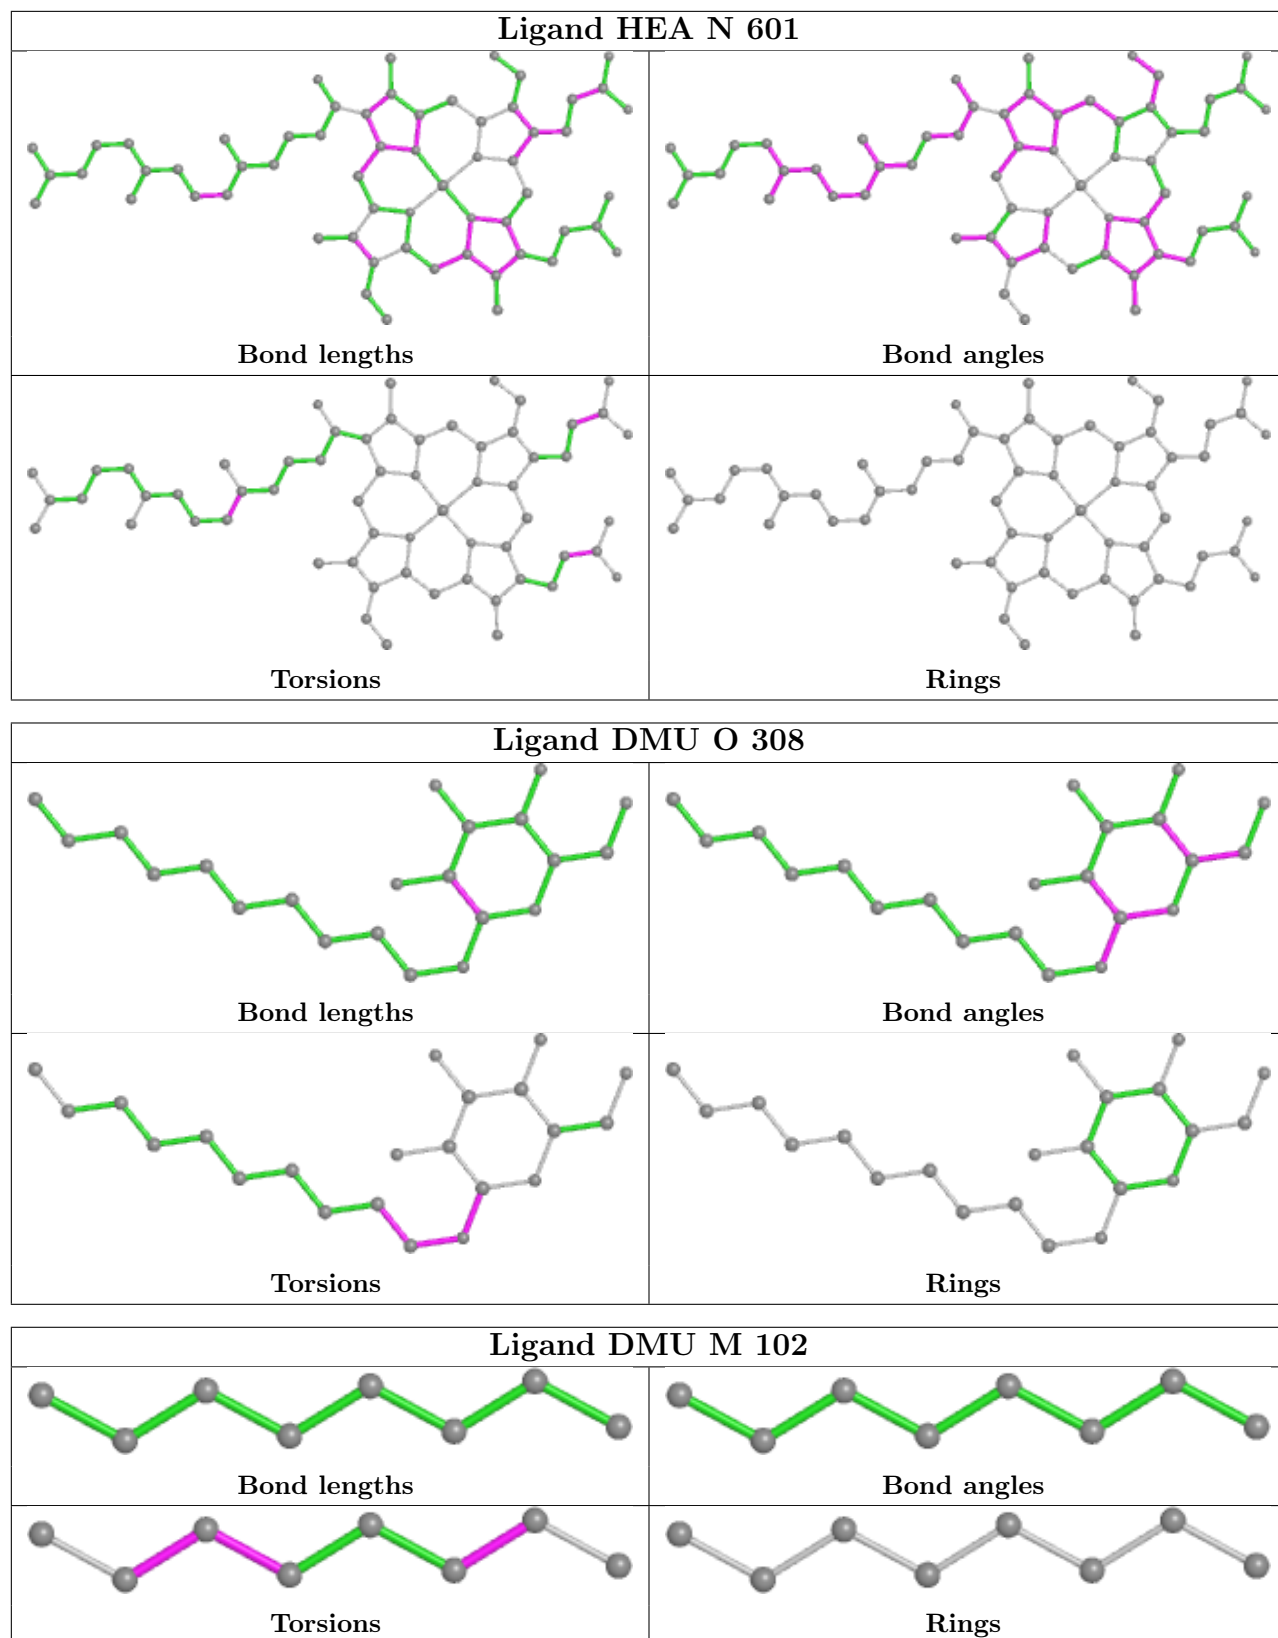 Ligand HEA N 601
Bond lengths
Bond angles
Torsions
Rings
Ligand DMU O 308
Bond lengths
Bond angles
Torsions
Rings
Ligand DMU M 102
Bond lengths
Bond angles
Torsions
Rings